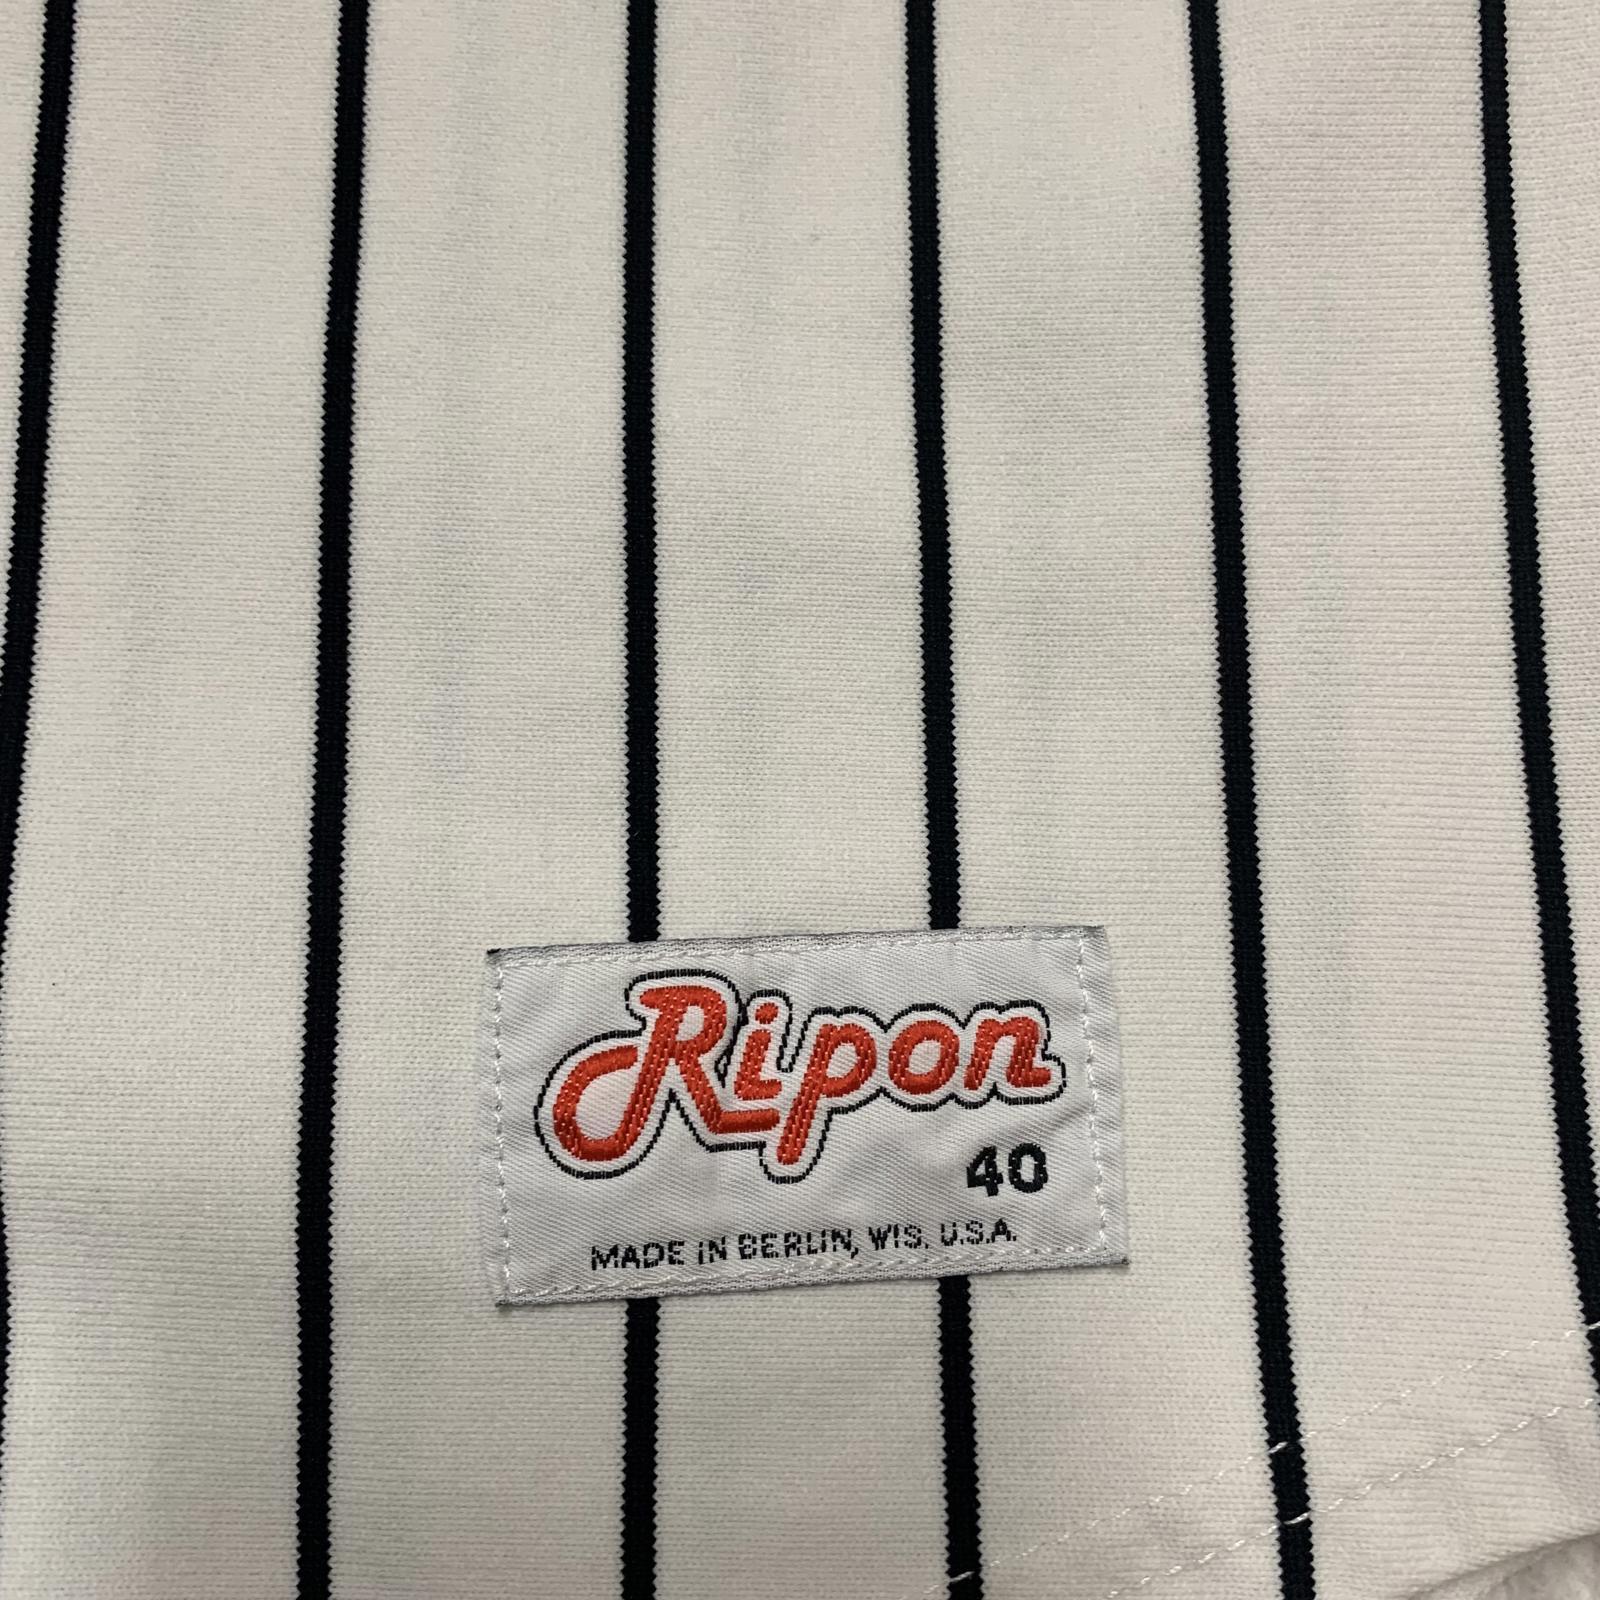 Ripon
40
MADE IN BERLIN, WIS. U.S.A.